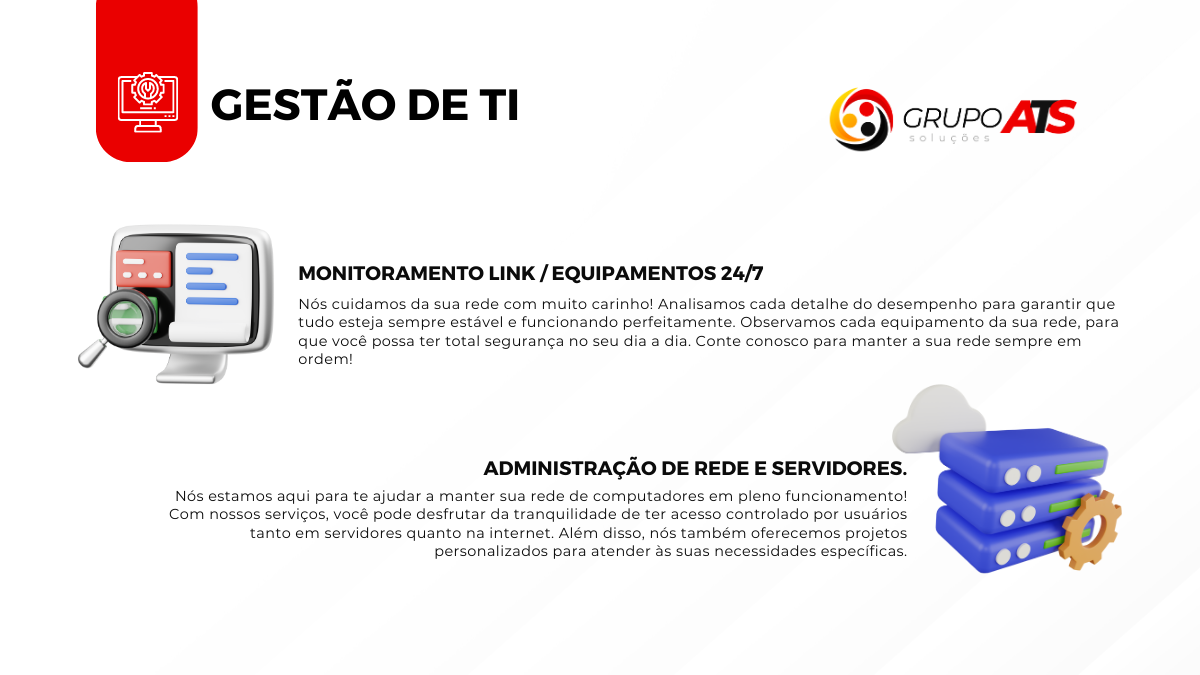 GESTÃO DE TI
GRUPO ATS
soluções
MONITORAMENTO LINK / EQUIPAMENTOS 24/7
Nós cuidamos da sua rede com muito carinho! Analisamos cada detalhe do desempenho para garantir que
tudo esteja sempre estável e funcionando perfeitamente. Observamos cada equipamento da sua rede, para
que você possa ter total segurança no seu dia a dia. Conte conosco para manter a sua rede sempre em
ordem!
ADMINISTRAÇÃO DE REDE E SERVIDORES.
Nós estamos aqui para te ajudar a manter sua rede de computadores em pleno funcionamento!
Com nossos serviços, você pode desfrutar da tranquilidade de ter acesso controlado por usuários
tanto em servidores quanto na internet. Além disso, nós também oferecemos projetos
personalizados para atender às suas necessidades específicas.